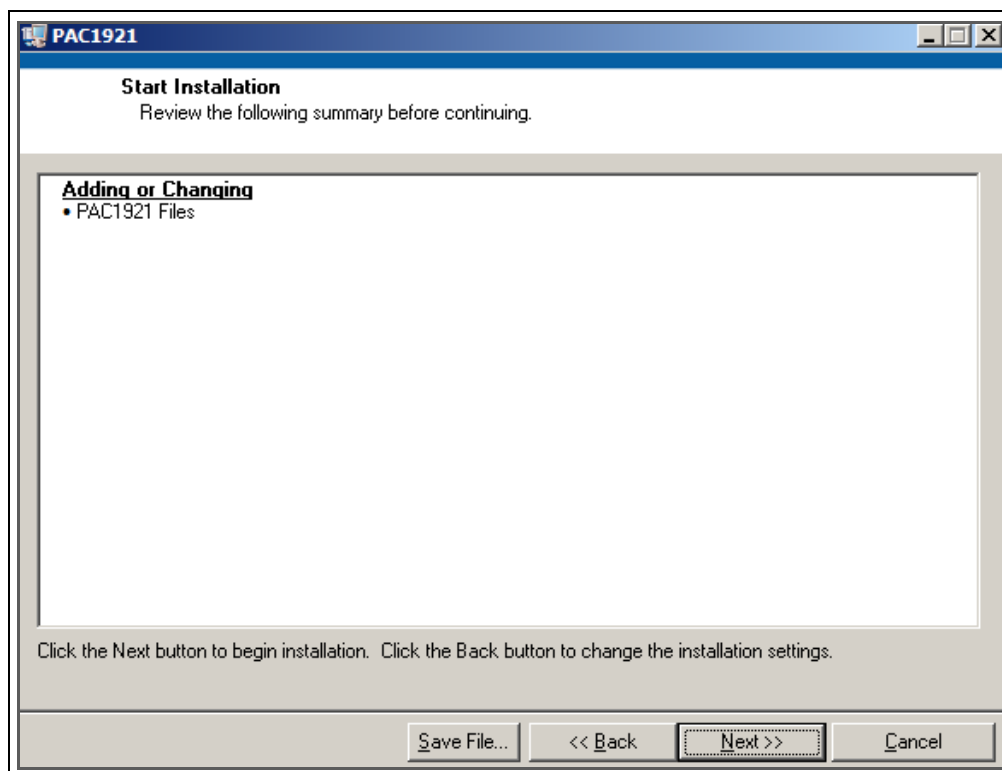 PAC1921
Start Installation
Review the following summary before continuing.
Adding or Changing
• PAC1921 Files
Click the Next button to begin installation.  Click the Back button to change the installation settings.
Save File... << Back Next >> Cancel